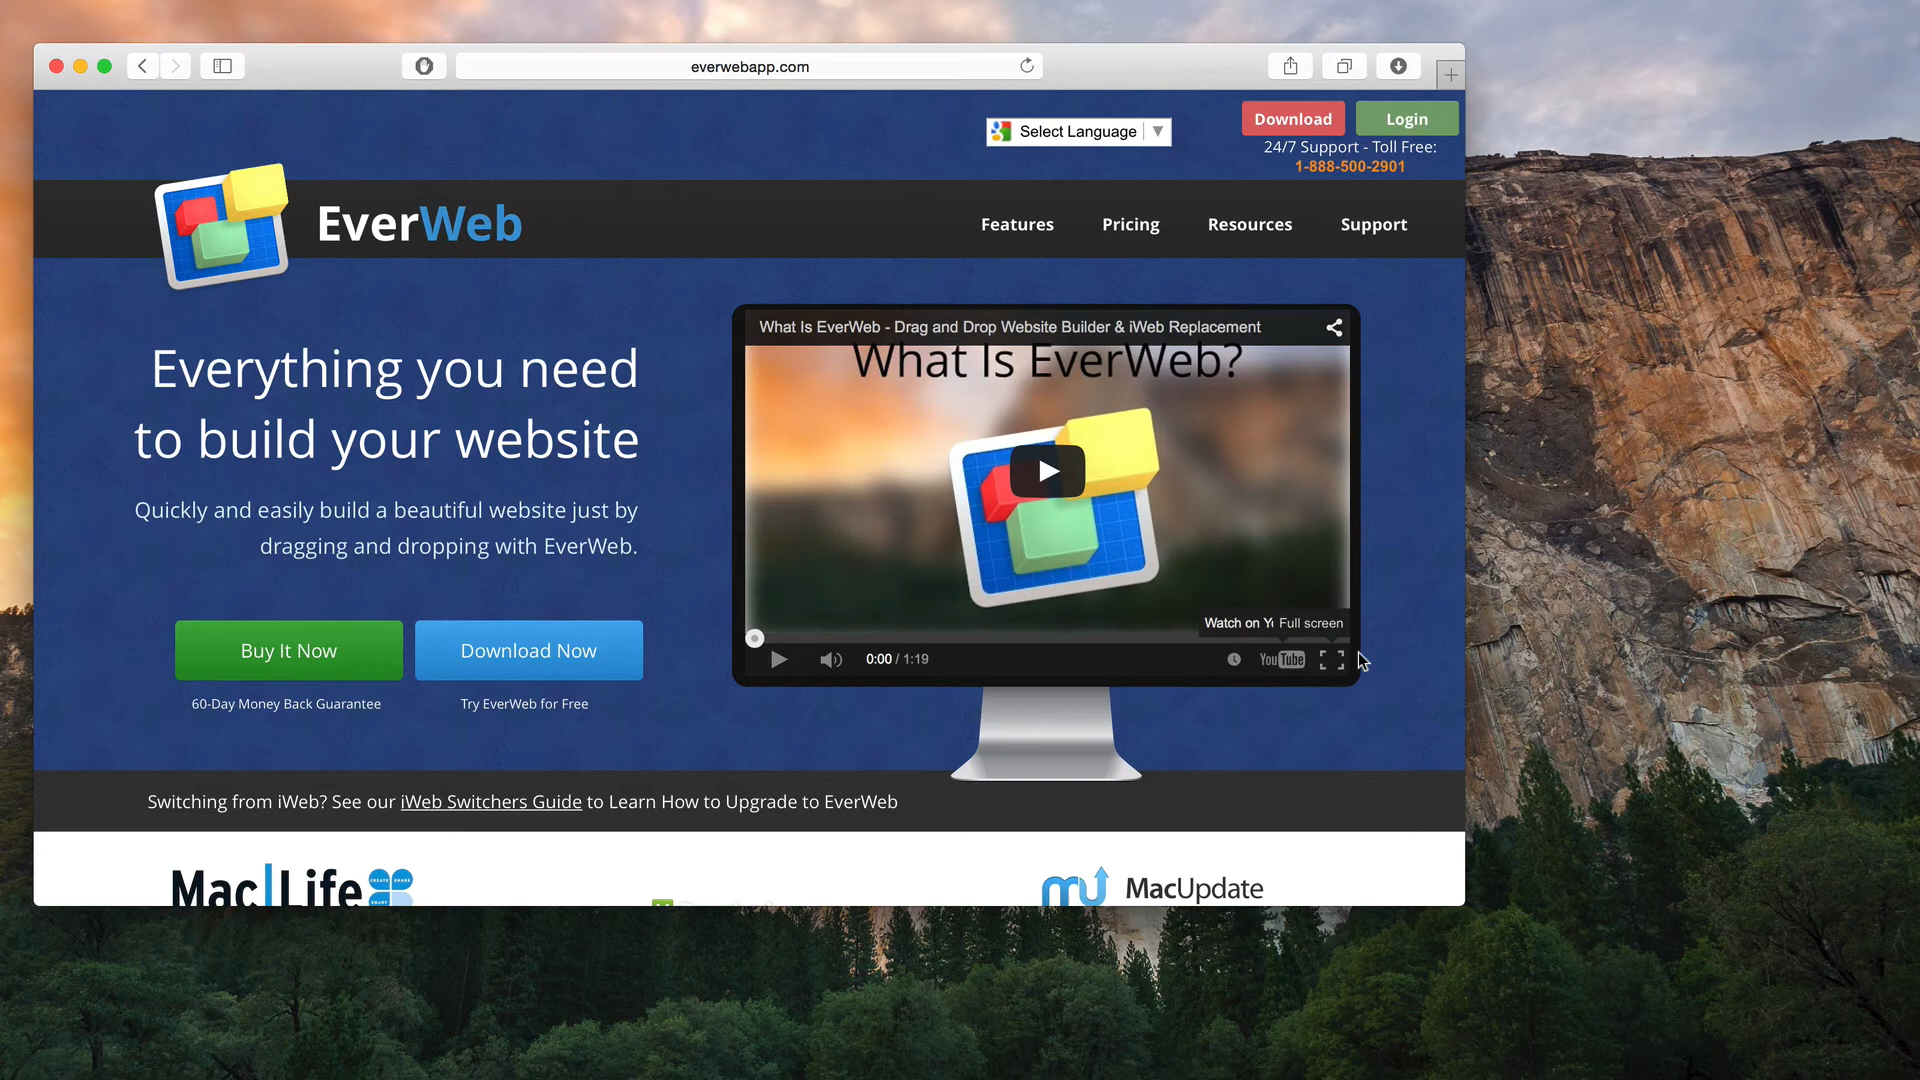 everwebapp.com
Select Language ▼
Download
Login
24/7 Support - Toll Free:
1-888-500-2901
EverWeb
Features
Pricing
Resources
Support
Everything you need
to build your website
Quickly and easily build a beautiful website just by
dragging and dropping with EverWeb.
Buy It Now
Download Now
60-Day Money Back Guarantee
Try EverWeb for Free
What Is EverWeb - Drag and Drop Website Builder & iWeb Replacement
What Is EverWeb?
Watch on
Full screen
0:00 / 1:19
YouTube
Switching from iWeb? See our iWeb Switchers Guide to Learn How to Upgrade to EverWeb
Mac|Life
CREATE SHARE
ENJOY
MacUpdate